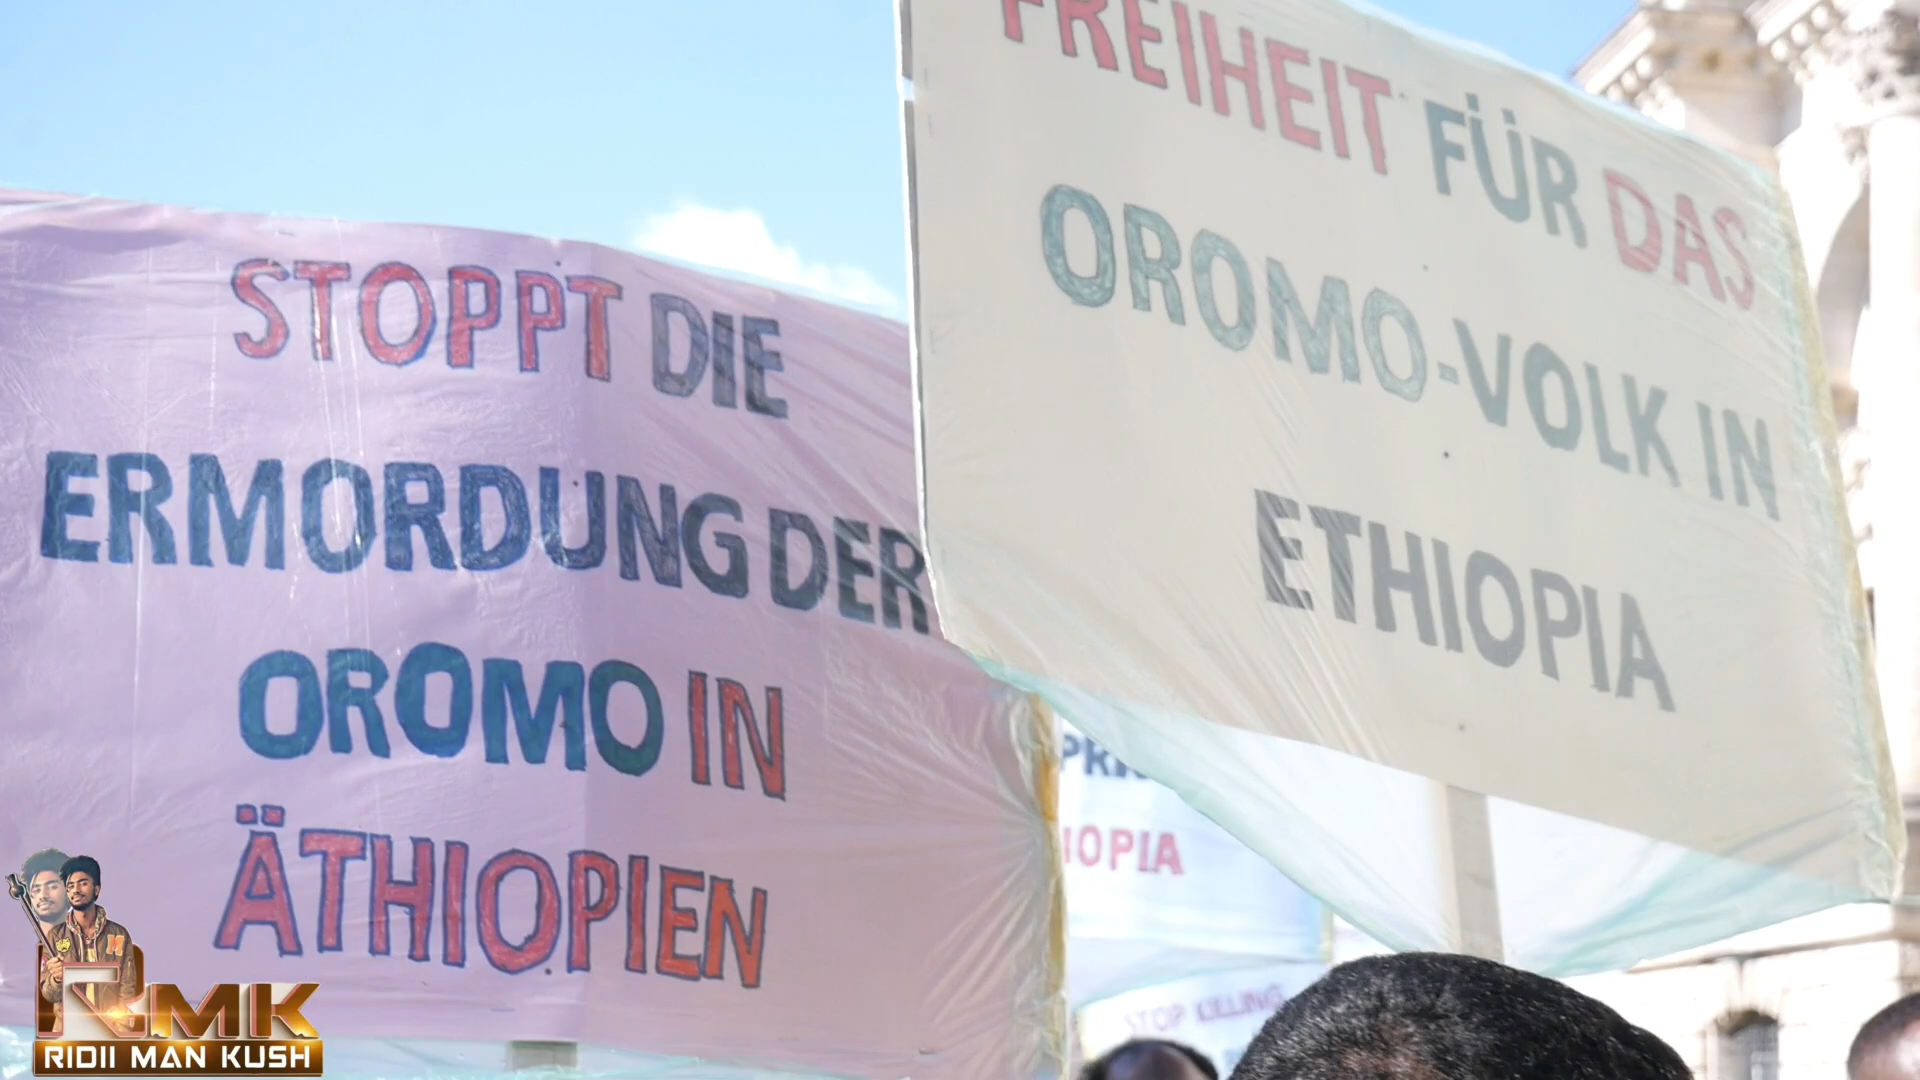 STOPPT DIE
ERMORDUNG DER
OROMO IN
ÄTHIOPIEN
FREIHEIT FÜR DAS
OROMO-VOLK IN
ETHIOPIA
STOP KILLING
RMK
RIDII MAN KUSH